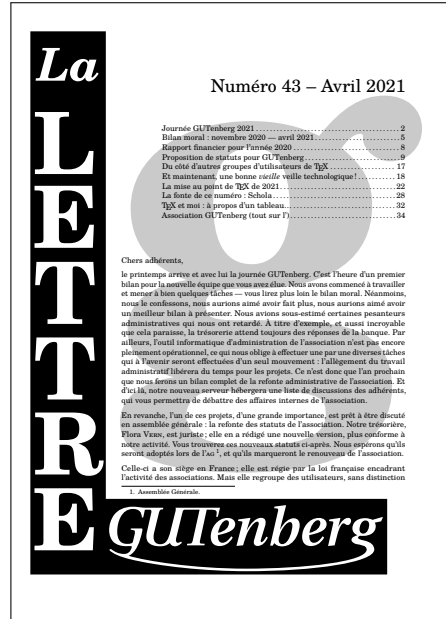 La
LETTRE
GUTenberg
Numéro 43 – Avril 2021
Journée GUTenberg 2021 ........ 2
Bilan moral : novembre 2020 — avril 2021 ........ 5
Rapport financier pour l'année 2020 ........ 8
Proposition de statuts pour GUTenberg ........ 9
Du côté d'autres groupes d'utilisateurs de TEX ........ 17
Et maintenant, une bonne vieille veille technologique ! ........ 18
La mise au point de TEX de 2021 ........ 22
La fonte de ce numéro : Schola ........ 28
TEX et moi : à propos d'un tableau... ........ 32
Association GUTenberg (tout sur l') ........ 34
Chers adhérents,
le printemps arrive et avec lui la journée GUTenberg. C'est l'heure d'un premier
bilan pour la nouvelle équipe que vous avez élue. Nous avons commencé à travailler
et mener à bien quelques tâches — vous lirez plus loin le bilan moral. Néanmoins,
nous le confessons, nous aurions aimé avoir fait plus, nous aurions aimé avoir
un meilleur bilan à présenter. Nous avions sous-estimé certaines pesanteurs
administratives qui nous ont retardé. À titre d'exemple, et aussi incroyable
que cela paraisse, la trésorerie attend toujours des réponses de la banque. Par
ailleurs, l'outil informatique d'administration de l'association n'est pas encore
pleinement opérationnel, ce qui nous oblige à effectuer une par une diverses tâches
qui à l'avenir seront effectuées d'un seul mouvement : l'allègement du travail
administratif libérera du temps pour les projets. Ce n'est donc que l'an prochain
que nous ferons un bilan complet de la refonte administrative de l'association. Et
d'ici là, notre nouveau serveur hébergera une liste de discussions des adhérents,
qui vous permettra de débattre des affaires internes de l'association.
En revanche, l'un de ces projets, d'une grande importance, est prêt à être discuté
en assemblée générale : la refonte des statuts de l'association. Notre trésorière,
Flora VERN, est juriste ; elle en a rédigé une nouvelle version, plus conforme à
notre activité. Vous trouverez ces nouveaux statuts ci-après. Nous espérons qu'ils
seront adoptés lors de l'AG 1, et qu'ils marqueront le renouveau de l'association.
Celle-ci a son siège en France ; elle est régie par la loi française encadrant
l'activité des associations. Mais elle regroupe des utilisateurs, sans distinction
1. Assemblée Générale.